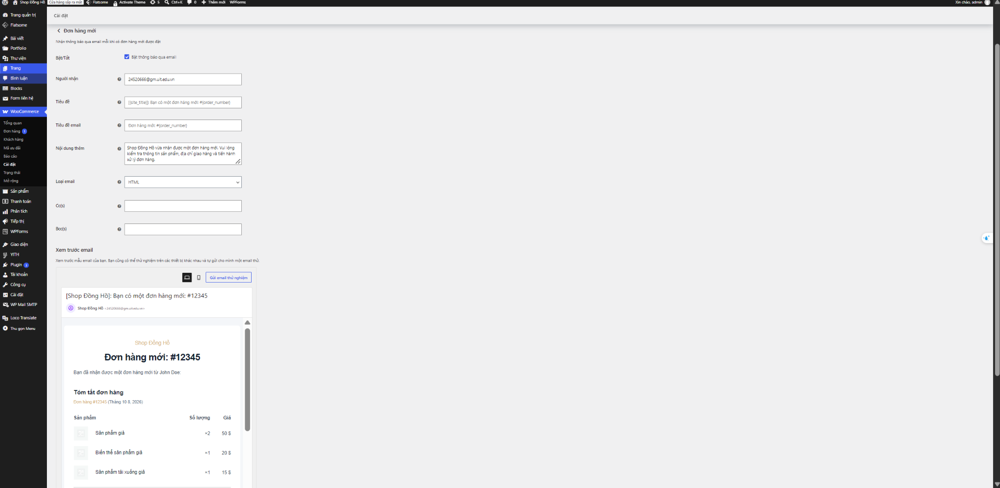 Shop Đồng Hồ
Cửa hàng sắp ra mắt
Flatsome
Activate Theme
5
Ctrl+K
0
Thêm mới
WPForms
Xin chào, admin
Trang quản trị
Flatsome
Bài viết
Portfolio
Thư viện
Trang
Bình luận
Blocks
Form liên hệ
WooCommerce
Tổng quan
Đơn hàng 1
Khách hàng
Mã ưu đãi
Báo cáo
Cài đặt
Trạng thái
Mở rộng
Sản phẩm
Thanh toán
Phân tích
Tiếp thị
WPForms
Giao diện
YITH
Plugin 3
Tài khoản
Công cụ
Cài đặt
WP Mail SMTP
Loco Translate
Thu gọn Menu
Cài đặt
Đơn hàng mới
Nhận thông báo qua email mỗi khi có đơn hàng mới được đặt
Bật/Tắt
Bật thông báo qua email
Người nhận
24520666@gm.uit.edu.vn
Tiêu đề
[{site_title}]: Bạn có một đơn hàng mới: #{order_number}
Tiêu đề email
Đơn hàng mới: #{order_number}
Nội dung thêm
Shop Đồng Hồ vừa nhận được một đơn hàng mới. Vui lòng
kiểm tra thông tin sản phẩm, địa chỉ giao hàng và tiến hành
xử lý đơn hàng.
Loại email
HTML
Cc(s)
Bcc(s)
Xem trước email
Xem trước mẫu email của bạn. Bạn cũng có thể thử nghiệm trên các thiết bị khác nhau và tự gửi cho mình một email thử.
Gửi email thử nghiệm
[Shop Đồng Hồ]: Bạn có một đơn hàng mới: #12345
Shop Đồng Hồ <24520666@gm.uit.edu.vn>
Shop Đồng Hồ
Đơn hàng mới: #12345
Bạn đã nhận được một đơn hàng mới từ John Doe:
Tóm tắt đơn hàng
Đơn hàng #12345 (Tháng 10 8, 2026)
Sản phẩm Số lượng Giá
Sản phẩm giả ×2 50 $
Biến thể sản phẩm giả ×1 20 $
Sản phẩm tải xuống giả ×1 15 $